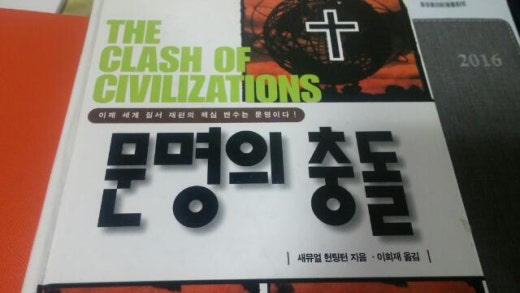 THE
CLASH OF
CIVILIZATIONS
이제 세계 질서 재편의 핵심 변수는 문명이다!
문명의 충돌
새뮤얼 헌팅턴 지음 · 이희재 옮김
2016